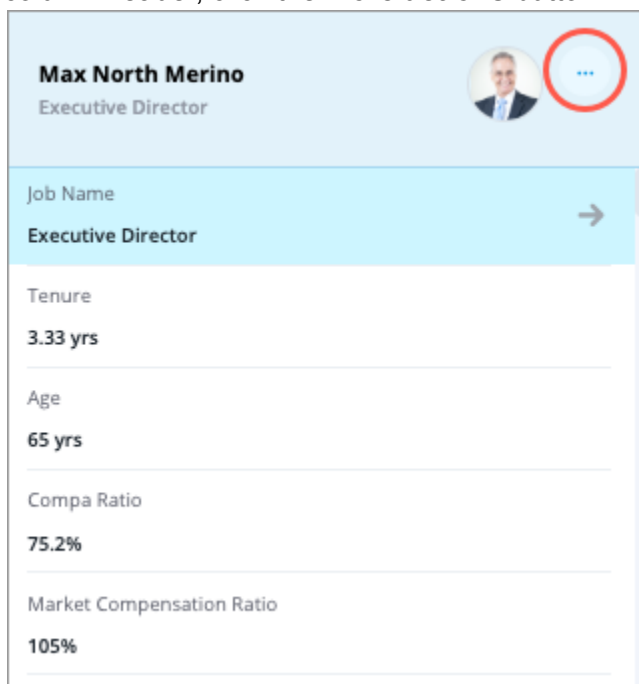 Max North Merino
Executive Director
...
Job Name
Executive Director
Tenure
3.33 yrs
Age
65 yrs
Compa Ratio
75.2%
Market Compensation Ratio
105%